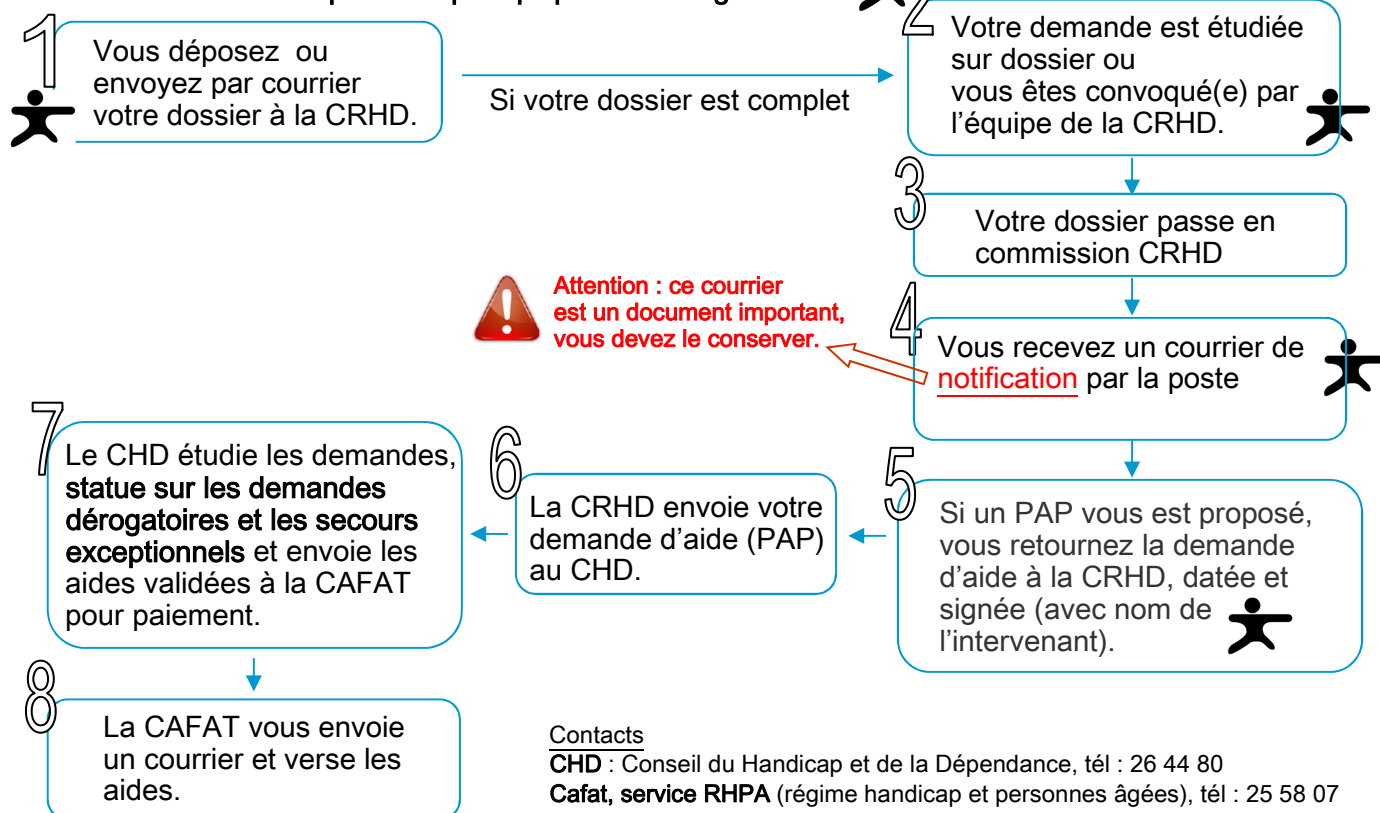 1
Vous déposez ou
envoyez par courrier
votre dossier à la CRHD.
Si votre dossier est complet
2
Votre demande est étudiée
sur dossier ou
vous êtes convoqué(e) par
l’équipe de la CRHD.
3
Votre dossier passe en
commission CRHD
4
Vous recevez un courrier de
notification par la poste
Attention : ce courrier
est un document important,
vous devez le conserver.
5
Si un PAP vous est proposé,
vous retournez la demande
d’aide à la CRHD, datée et
signée (avec nom de
l’intervenant).
6
La CRHD envoie votre
demande d’aide (PAP)
au CHD.
7
Le CHD étudie les demandes,
statue sur les demandes
dérogatoires et les secours
exceptionnels et envoie les
aides validées à la CAFAT
pour paiement.
8
La CAFAT vous envoie
un courrier et verse les
aides.
Contacts
CHD : Conseil du Handicap et de la Dépendance, tél : 26 44 80
Cafat, service RHPA (régime handicap et personnes âgées), tél : 25 58 07